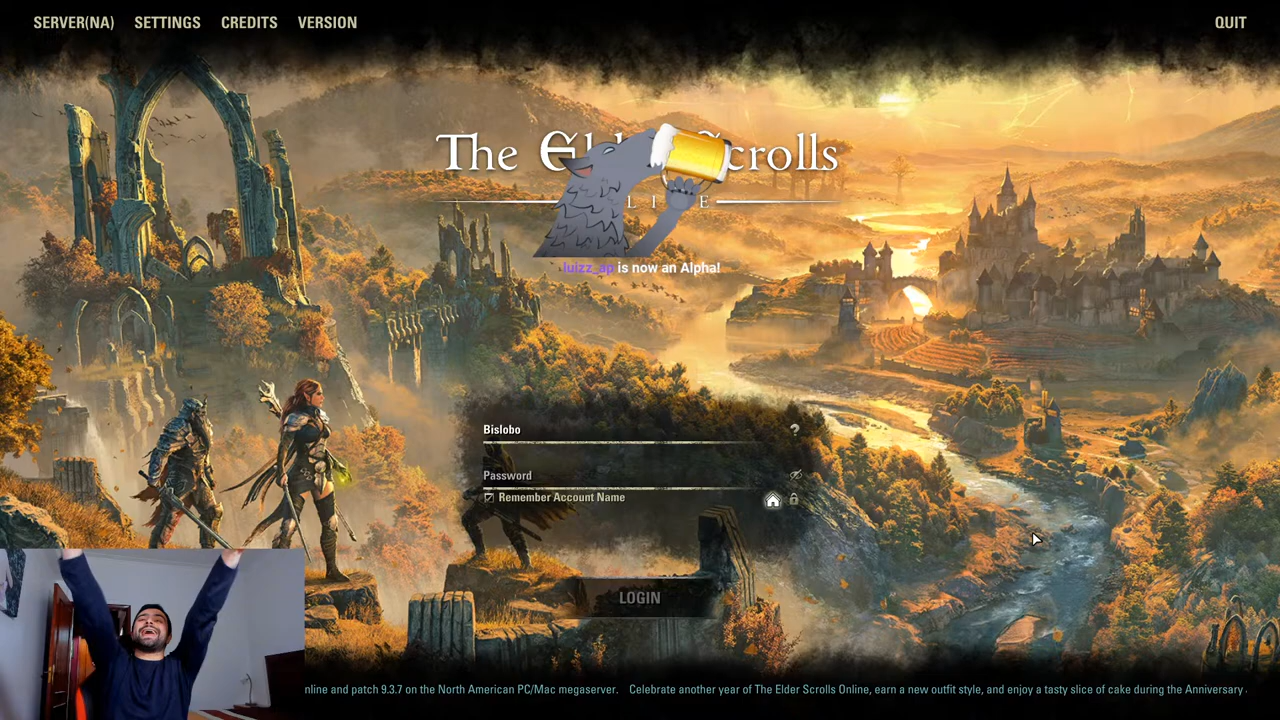 SERVER(NA) SETTINGS CREDITS VERSION QUIT
The Scrolls
luizz_ap is now an Alpha!
Bislobo ?
Password
Remember Account Name
LOGIN
nline and patch 9.3.7 on the North American PC/Mac megaserver. Celebrate another year of The Elder Scrolls Online, earn a new outfit style, and enjoy a tasty slice of cake during the Anniversary